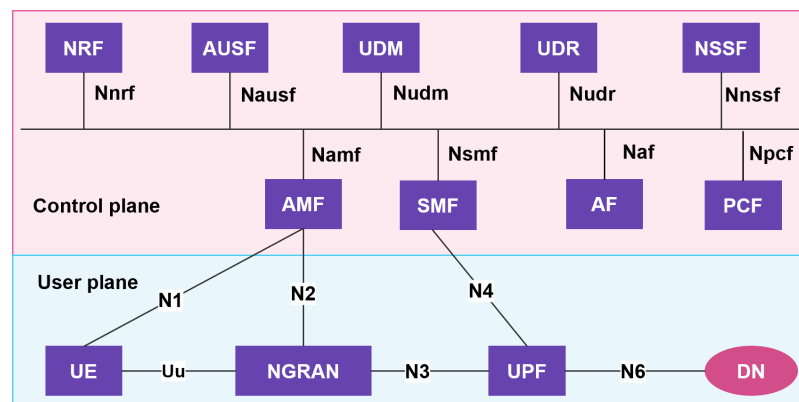 NRF
AUSF
UDM
UDR
NSSF
Nnrf
Nausf
Nudm
Nudr
Nnssf
Namf
Nsmf
Naf
Npcf
Control plane
AMF
SMF
AF
PCF
User plane
N1
N2
N4
UE
Uu
NGRAN
N3
UPF
N6
DN